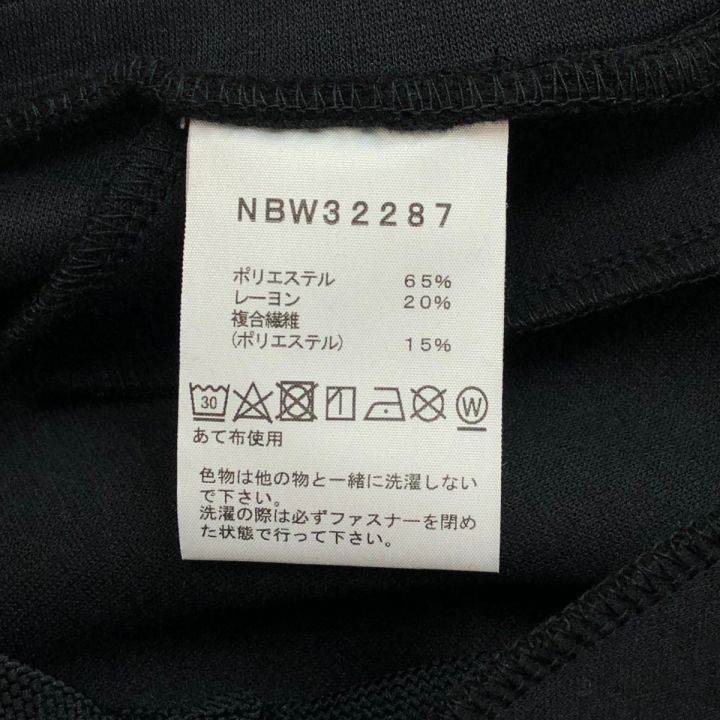 NBW32287
ポリエステル 65%
レーヨン 20%
複合繊維
(ポリエステル) 15%
30 W
あて布使用
色物は他の物と一緒に洗濯しない
で下さい。
洗濯の際は必ずファスナーを閉め
た状態で行って下さい。